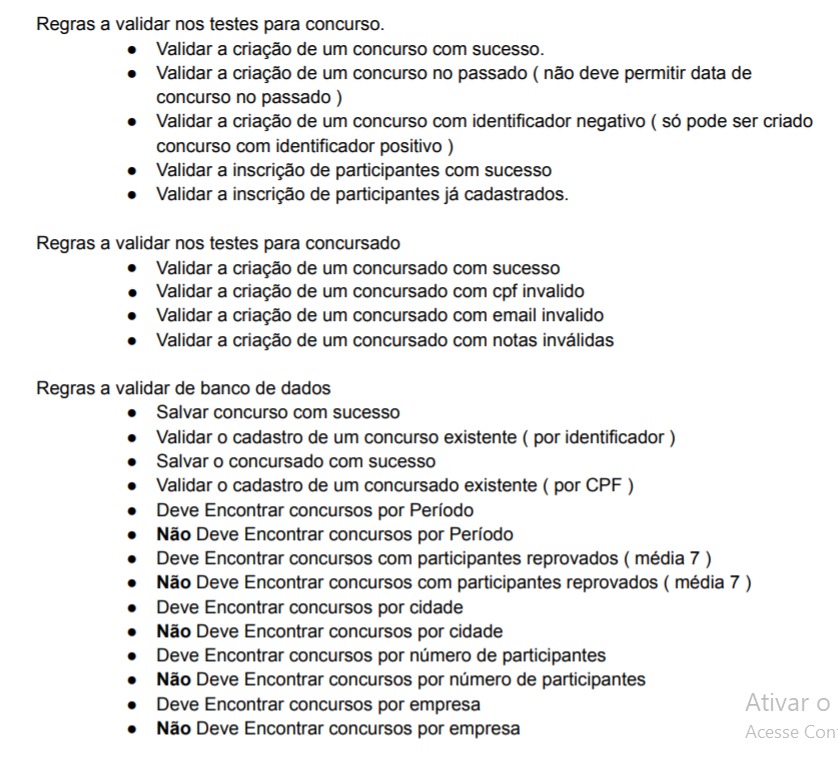 Regras a validar nos testes para concurso.
● Validar a criação de um concurso com sucesso.
● Validar a criação de um concurso no passado ( não deve permitir data de
concurso no passado )
● Validar a criação de um concurso com identificador negativo ( só pode ser criado
concurso com identificador positivo )
● Validar a inscrição de participantes com sucesso
● Validar a inscrição de participantes já cadastrados.
Regras a validar nos testes para concursado
● Validar a criação de um concursado com sucesso
● Validar a criação de um concursado com cpf invalido
● Validar a criação de um concursado com email invalido
● Validar a criação de um concursado com notas inválidas
Regras a validar de banco de dados
● Salvar concurso com sucesso
● Validar o cadastro de um concurso existente ( por identificador )
● Salvar o concursado com sucesso
● Validar o cadastro de um concursado existente ( por CPF )
● Deve Encontrar concursos por Período
● Não Deve Encontrar concursos por Período
● Deve Encontrar concursos com participantes reprovados ( média 7 )
● Não Deve Encontrar concursos com participantes reprovados ( média 7 )
● Deve Encontrar concursos por cidade
● Não Deve Encontrar concursos por cidade
● Deve Encontrar concursos por número de participantes
● Não Deve Encontrar concursos por número de participantes
● Deve Encontrar concursos por empresa
● Não Deve Encontrar concursos por empresa
Ativar o
Acesse Con